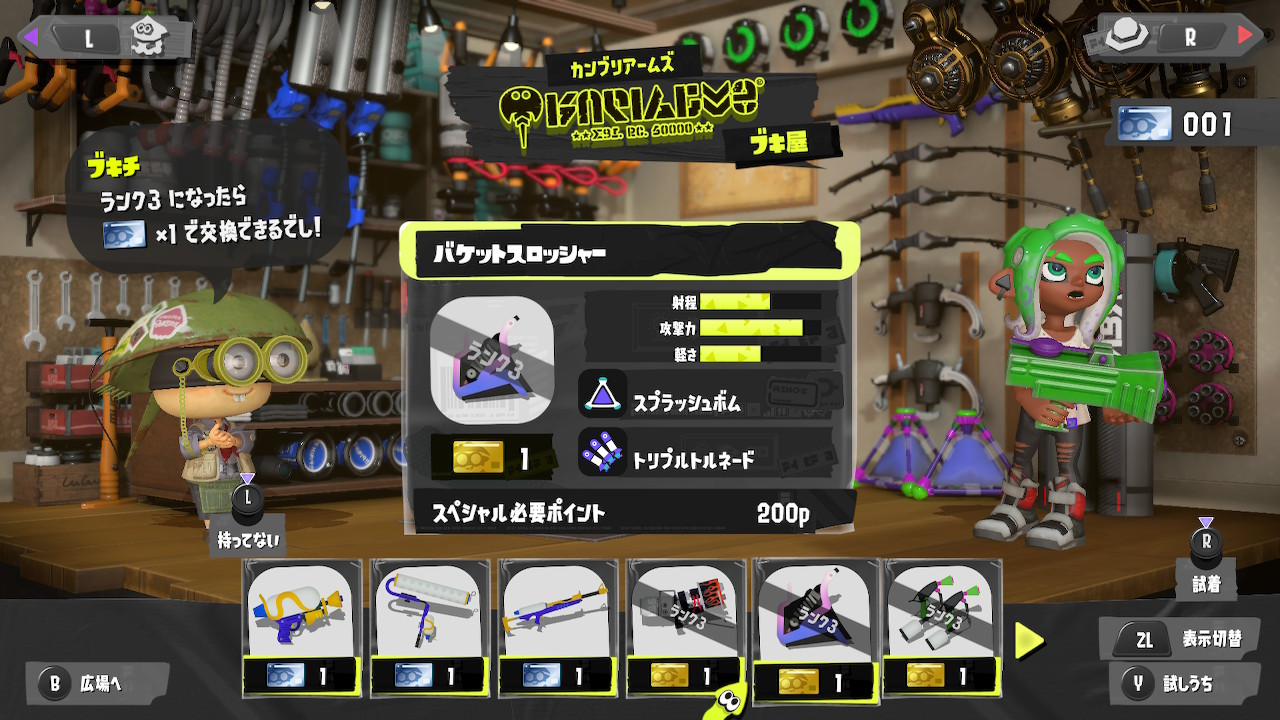 L
R
001
カンブリアームズ
ブキ屋
ブキチ
ランク3 になったら
×1 で交換できるでし!
バケットスロッシャー
ランク3
射程
攻撃力
軽さ
スプラッシュボム
トリプルトルネード
1
スペシャル必要ポイント 200p
L
持ってない
R
試着
ランク3 ランク3 ランク3
1 1 1 1 1 1
ZL 表示切替
Y 試しうち
B 広場へ